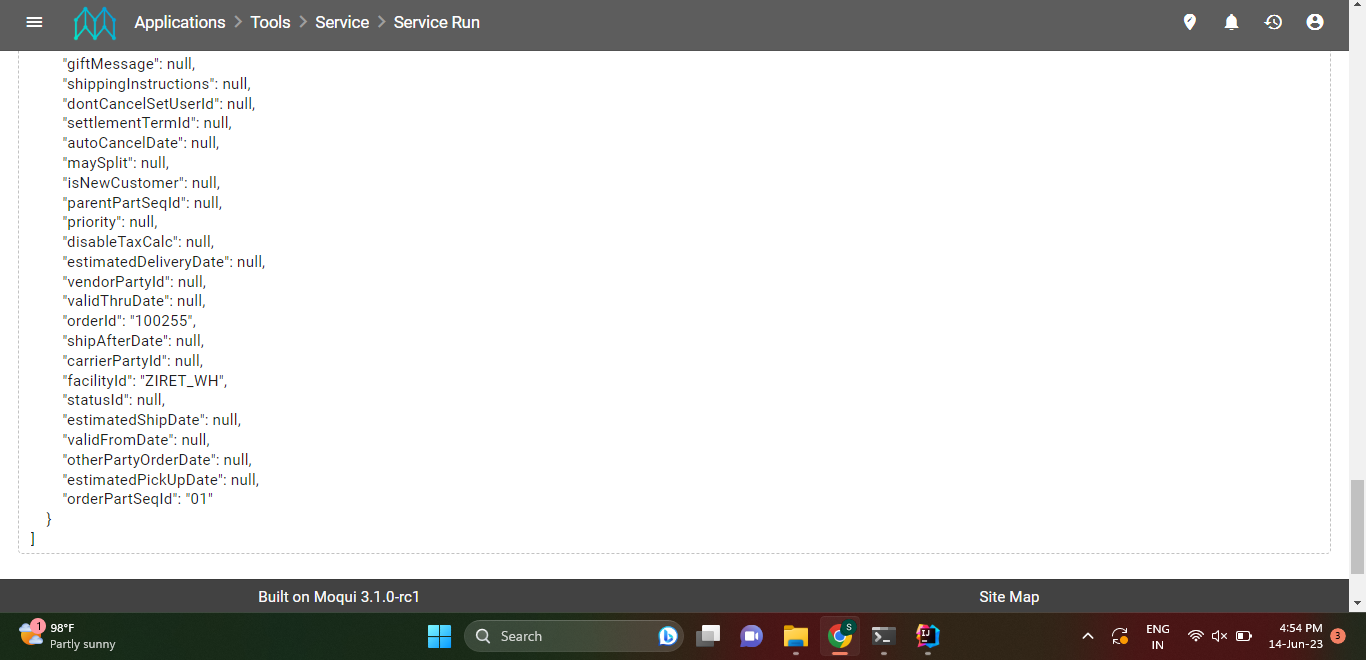 Applications > Tools > Service > Service Run
"giftMessage": null,
"shippingInstructions": null,
"dontCancelSetUserId": null,
"settlementTermId": null,
"autoCancelDate": null,
"maySplit": null,
"isNewCustomer": null,
"parentPartSeqId": null,
"priority": null,
"disableTaxCalc": null,
"estimatedDeliveryDate": null,
"vendorPartyId": null,
"validThruDate": null,
"orderId": "100255",
"shipAfterDate": null,
"carrierPartyId": null,
"facilityId": "ZIRET_WH",
"statusId": null,
"estimatedShipDate": null,
"validFromDate": null,
"otherPartyOrderDate": null,
"estimatedPickUpDate": null,
"orderPartSeqId": "01"
}
]
Built on Moqui 3.1.0-rc1
Site Map
1
98°F
Partly sunny
Search
S
IJ
ENG
IN
4:54 PM
14-Jun-23
3